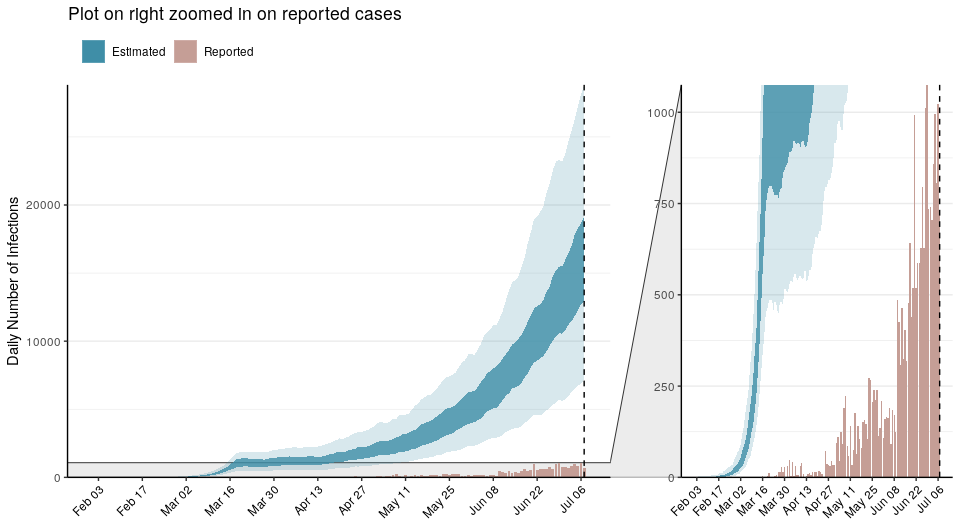 Plot on right zoomed in on reported cases
Estimated Reported
Daily Number of Infections
20000
10000
0
Feb 03 Feb 17 Mar 02 Mar 16 Mar 30 Apr 13 Apr 27 May 11 May 25 Jun 08 Jun 22 Jul 06
1000
750
500
250
0
Feb 03 Feb 17 Mar 02 Mar 16 Mar 30 Apr 13 Apr 27 May 11 May 25 Jun 08 Jun 22 Jul 06